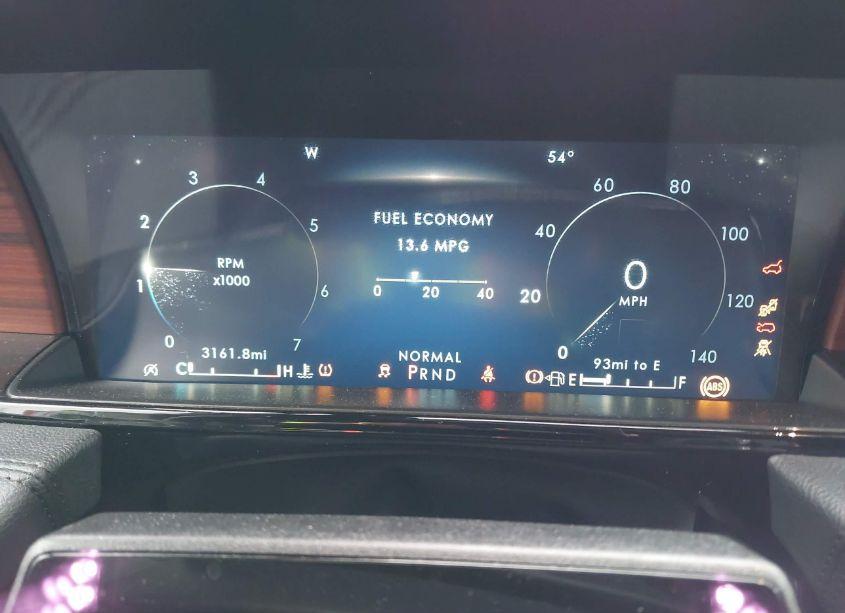 W
54°
3
4
2
5
1
6
0
7
RPM
x1000
FUEL ECONOMY
13.6 MPG
0 20 40
60
80
40
100
20
120
0
140
0
MPH
3161.8mi
NORMAL
PRND
93mi to E
C
H
E
F
ABS